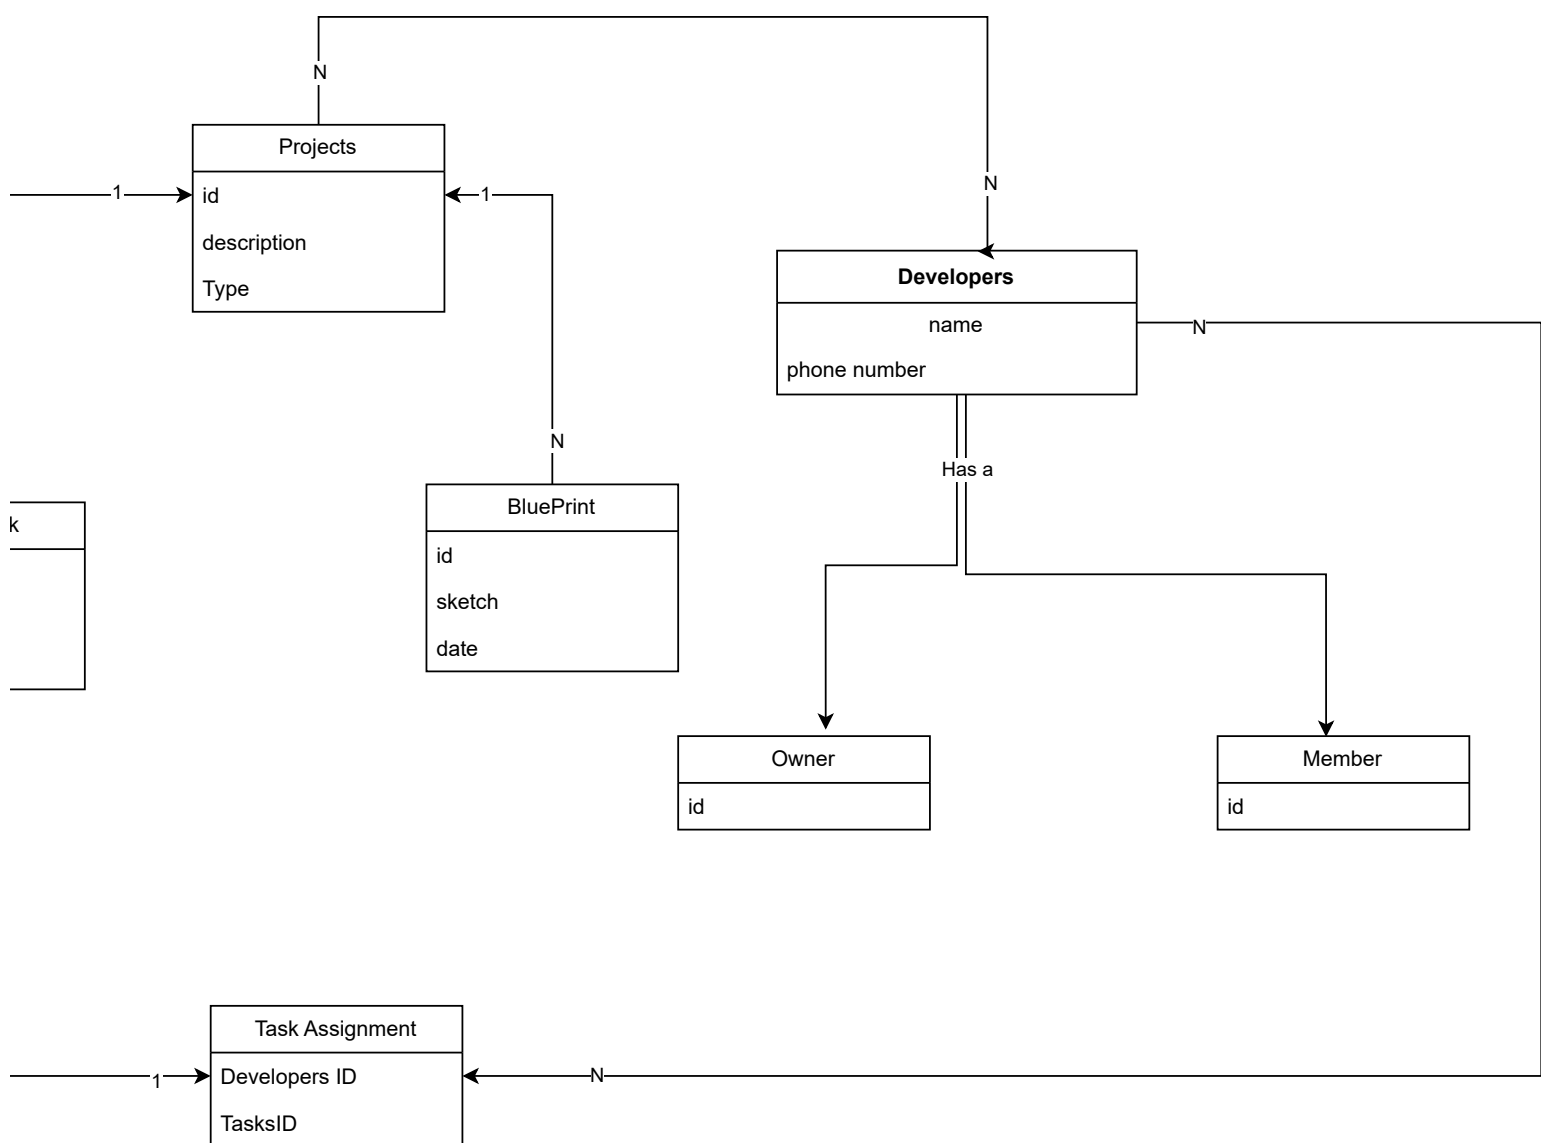 N
N
Projects
1
id
1
description
Type
Developers
name
N
phone number
N
Has a
BluePrint
k
id
sketch
date
Owner
id
Member
id
Task Assignment
1
Developers ID
N
TasksID